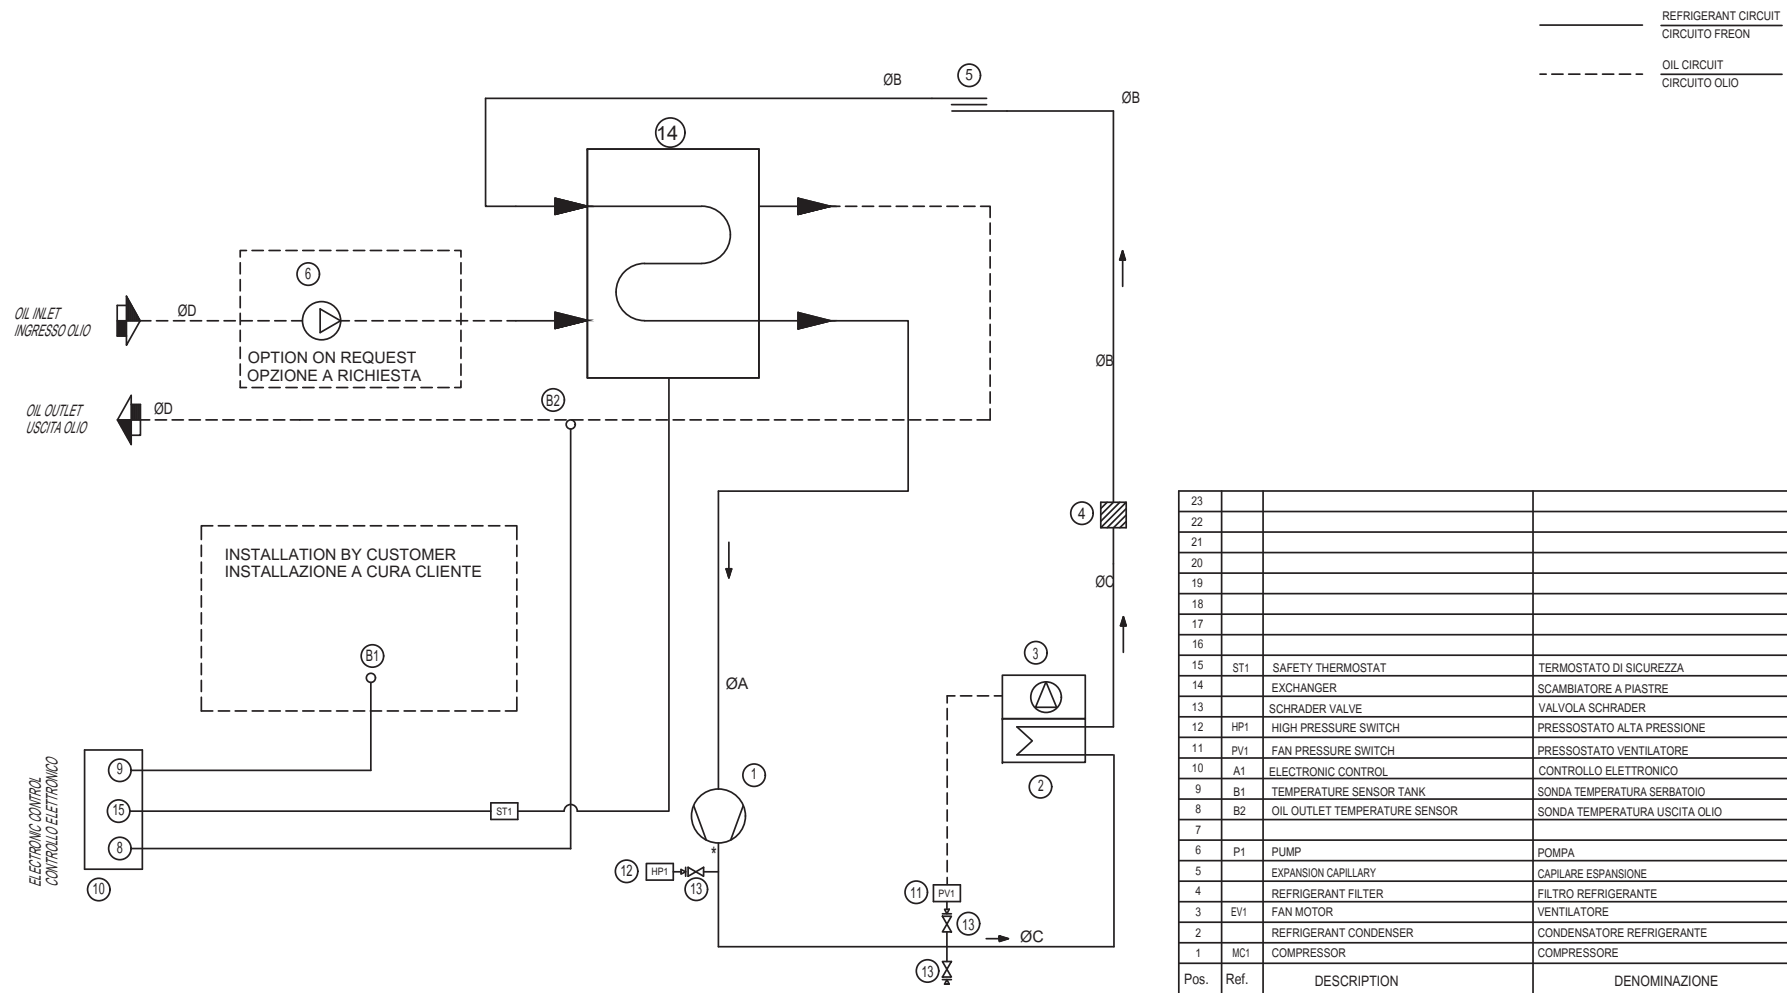 REFRIGERANT CIRCUIT
CIRCUITO FREON
OIL CIRCUIT
CIRCUITO OLIO
ØB
5
ØB
14
6
OIL INLET
INGRESSO OLIO
ØD
OPTION ON REQUEST
OPZIONE A RICHIESTA
ØB
OIL OUTLET
USCITA OLIO
ØD
B2
4
INSTALLATION BY CUSTOMER
INSTALLAZIONE A CURA CLIENTE
ØC
B1
3
ØA
ELECTRONIC CONTROL
CONTROLLO ELETTRONICO
9
15
8
10
ST1
1
2
*
12
HP1
13
11
PV1
13
ØC
13
23
22
21
20
19
18
17
16
15 ST1 SAFETY THERMOSTAT TERMOSTATO DI SICUREZZA
14 EXCHANGER SCAMBIATORE A PIASTRE
13 SCHRADER VALVE VALVOLA SCHRADER
12 HP1 HIGH PRESSURE SWITCH PRESSOSTATO ALTA PRESSIONE
11 PV1 FAN PRESSURE SWITCH PRESSOSTATO VENTILATORE
10 A1 ELECTRONIC CONTROL CONTROLLO ELETTRONICO
9 B1 TEMPERATURE SENSOR TANK SONDA TEMPERATURA SERBATOIO
8 B2 OIL OUTLET TEMPERATURE SENSOR SONDA TEMPERATURA USCITA OLIO
7
6 P1 PUMP POMPA
5 EXPANSION CAPILLARY CAPILARE ESPANSIONE
4 REFRIGERANT FILTER FILTRO REFRIGERANTE
3 EV1 FAN MOTOR VENTILATORE
2 REFRIGERANT CONDENSER CONDENSATORE REFRIGERANTE
1 MC1 COMPRESSOR COMPRESSORE
Pos. Ref. DESCRIPTION DENOMINAZIONE